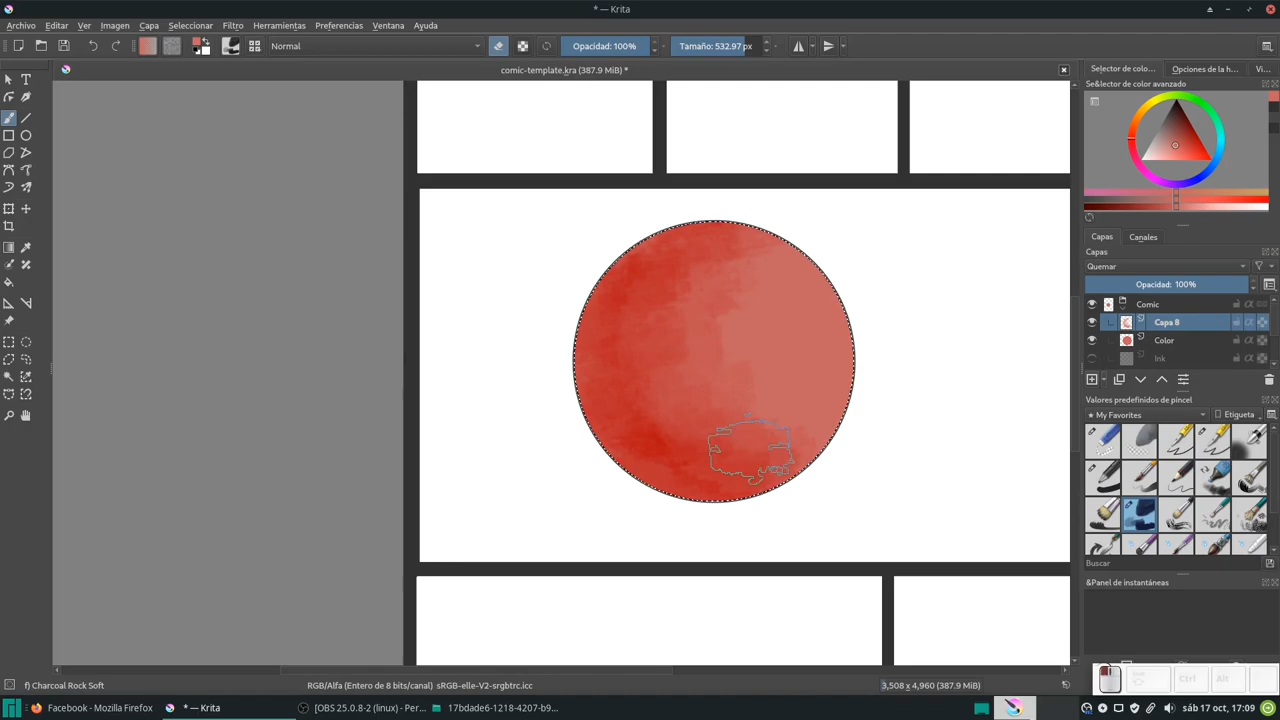 * — Krita
Archivo Editar Ver Imagen Capa Seleccionar Filtro Herramientas Preferencias Ventana Ayuda
Normal Opacidad: 100% Tamaño: 532.97 px
comic-template.kra (387.9 MiB) *
Selector de colo... Opciones de la h... Vi...
Se&lector de color avanzado
Capas Canales
Capas
Quemar
Opacidad: 100%
Comic
Capa 8
Color
Ink
Valores predefinidos de pincel
★ My Favorites Etiqueta
Buscar
&Panel de instantáneas
Ctrl Alt
f) Charcoal Rock Soft RGB/Alfa (Entero de 8 bits/canal) sRGB-elle-V2-srgbtrc.icc 3,508 x 4,960 (387.9 MiB)
Facebook — Mozilla Firefox * — Krita [OBS 25.0.8-2 (linux) - Per... 17bdade6-1218-4207-b9... sáb 17 oct, 17:09